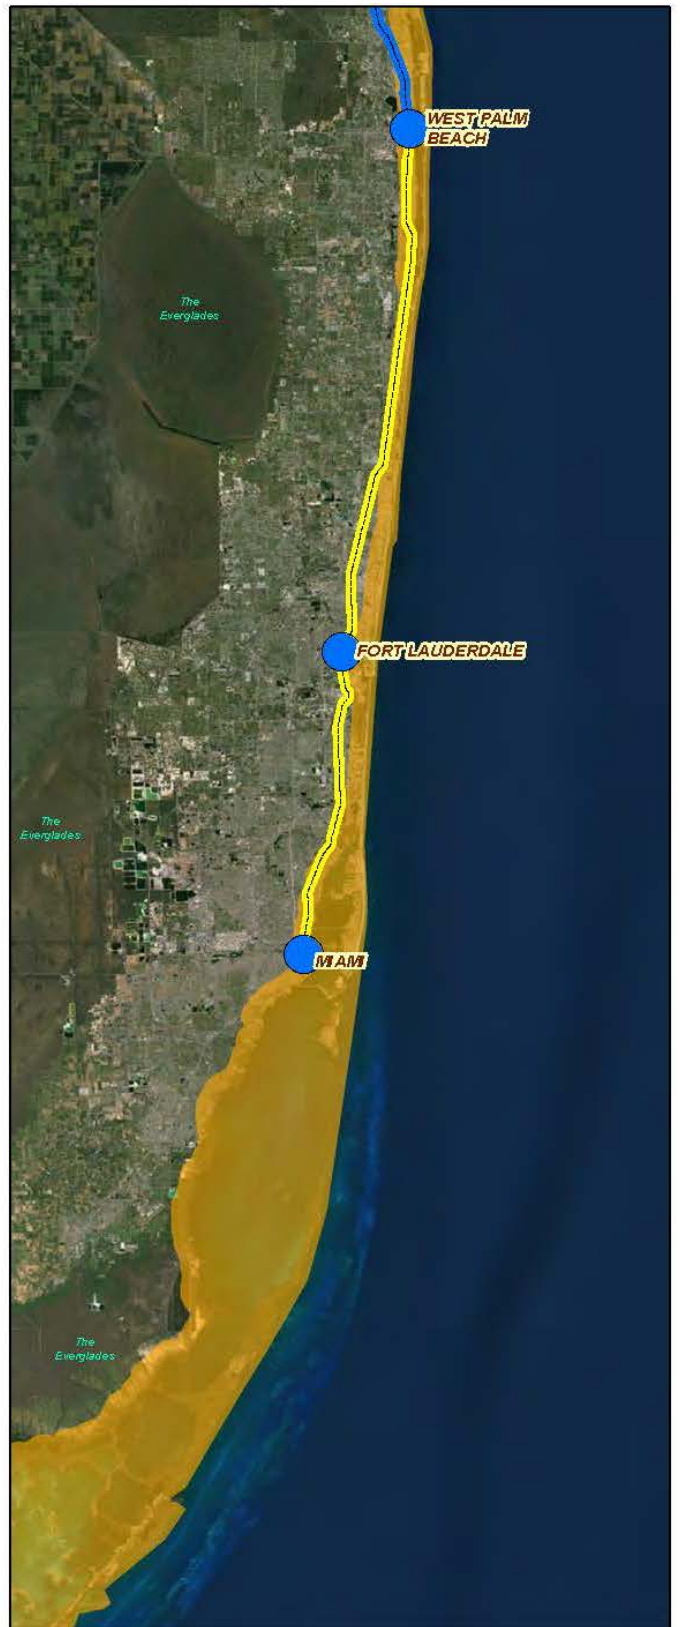 WEST PALM
BEACH
The
Everglades
FORT LAUDERDALE
The
Everglades
MIAMI
The
Everglades